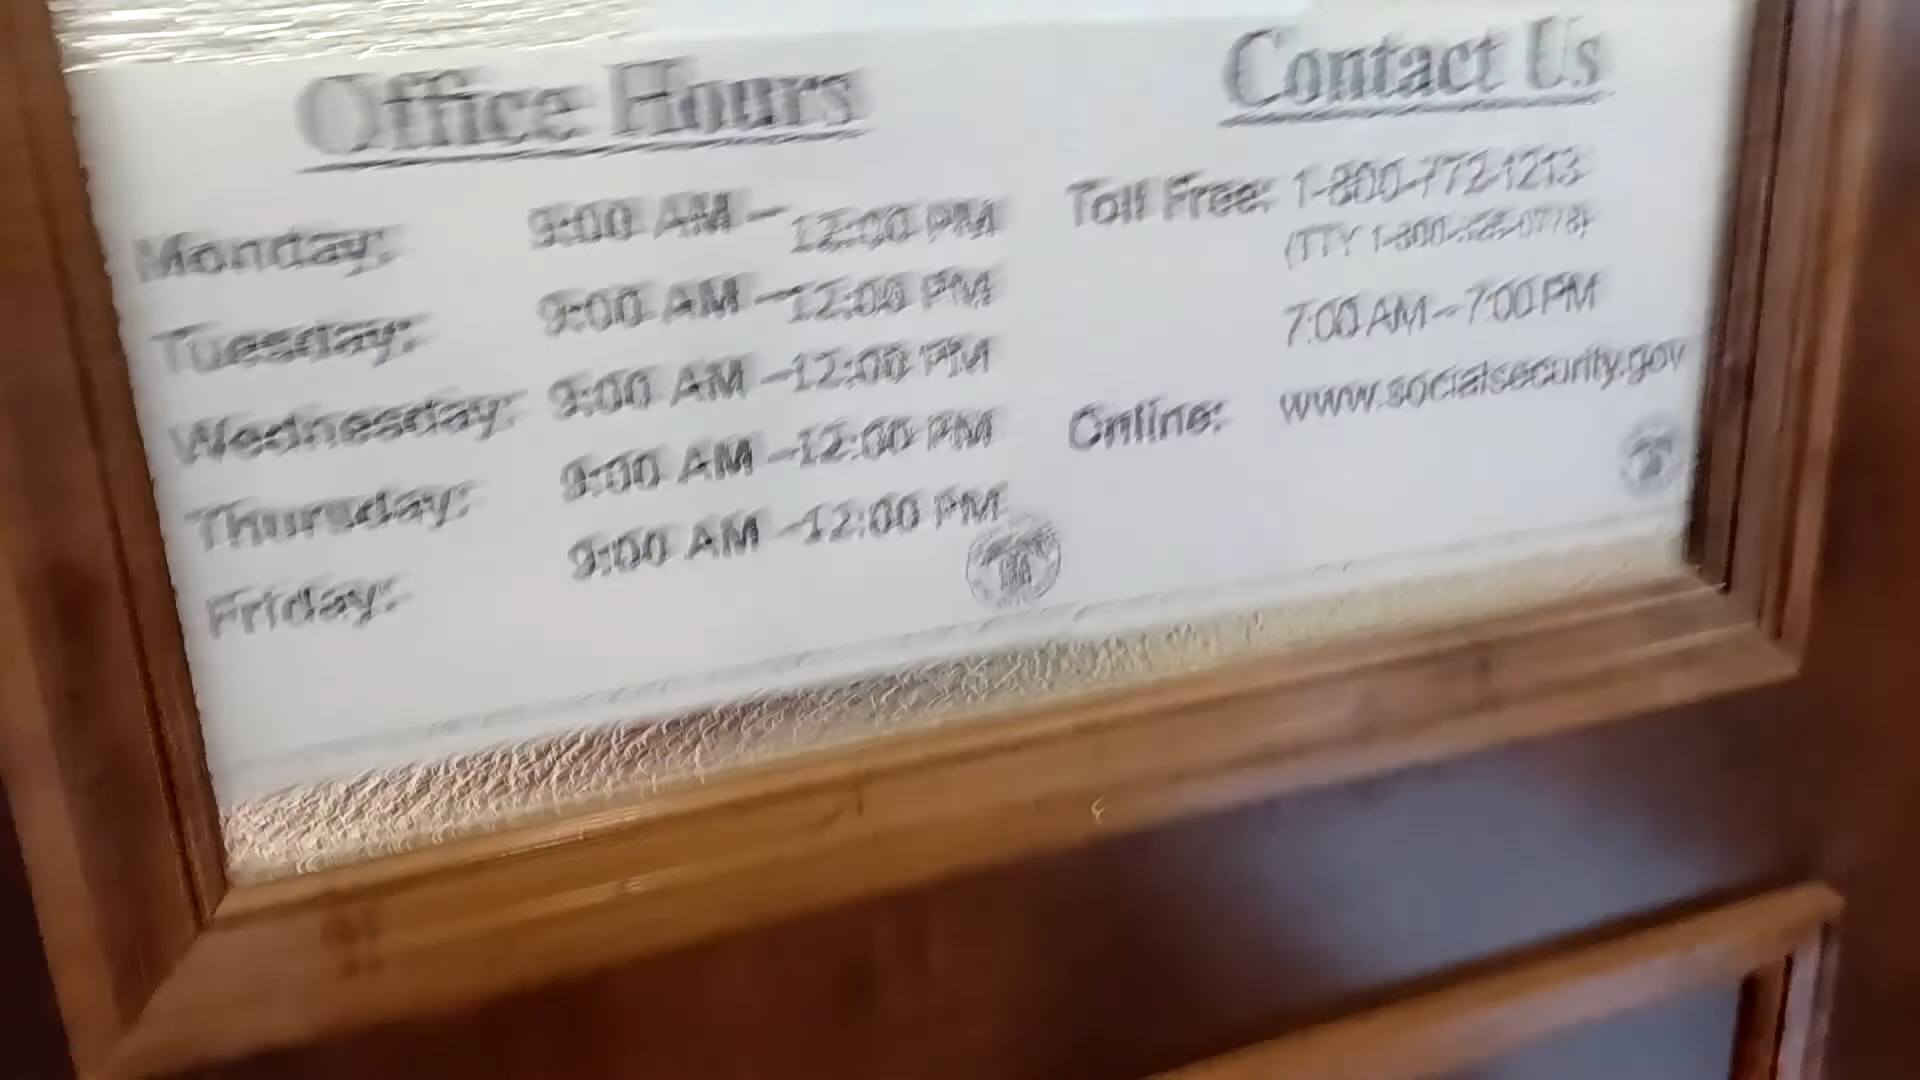 Office Hours
Monday: 9:00 AM – 12:00 PM
Tuesday: 9:00 AM – 12:00 PM
Wednesday: 9:00 AM – 12:00 PM
Thursday: 9:00 AM – 12:00 PM
Friday: 9:00 AM – 12:00 PM
Contact Us
Toll Free: 1-800-772-1213
(TTY 1-800-
7:00 AM – 7:00 PM
Online: www.socialsecurity.gov